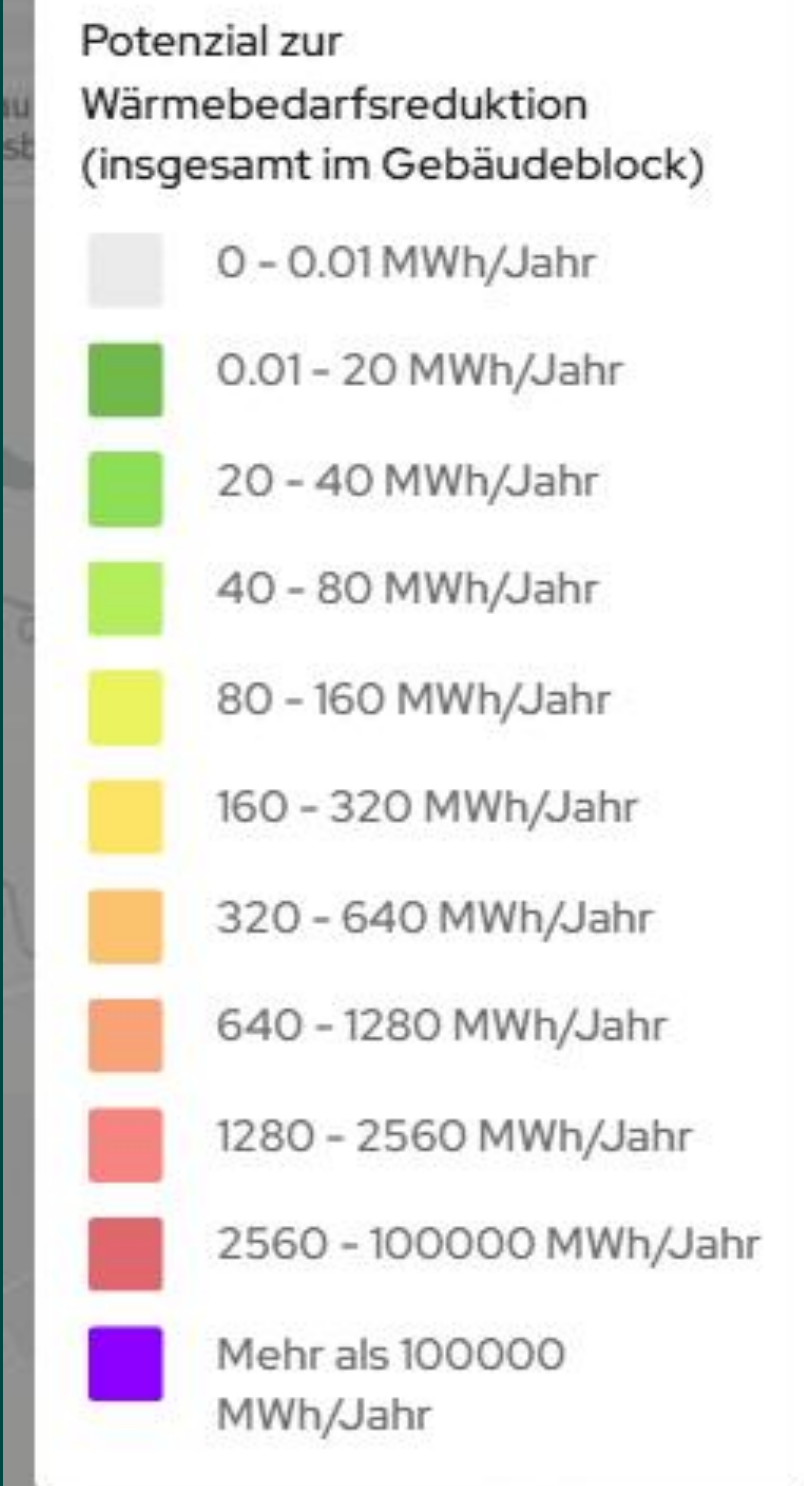 Potenzial zur
Wärmebedarfsreduktion
(insgesamt im Gebäudeblock)
0 - 0.01 MWh/Jahr
0.01 - 20 MWh/Jahr
20 - 40 MWh/Jahr
40 - 80 MWh/Jahr
80 - 160 MWh/Jahr
160 - 320 MWh/Jahr
320 - 640 MWh/Jahr
640 - 1280 MWh/Jahr
1280 - 2560 MWh/Jahr
2560 - 100000 MWh/Jahr
Mehr als 100000
MWh/Jahr